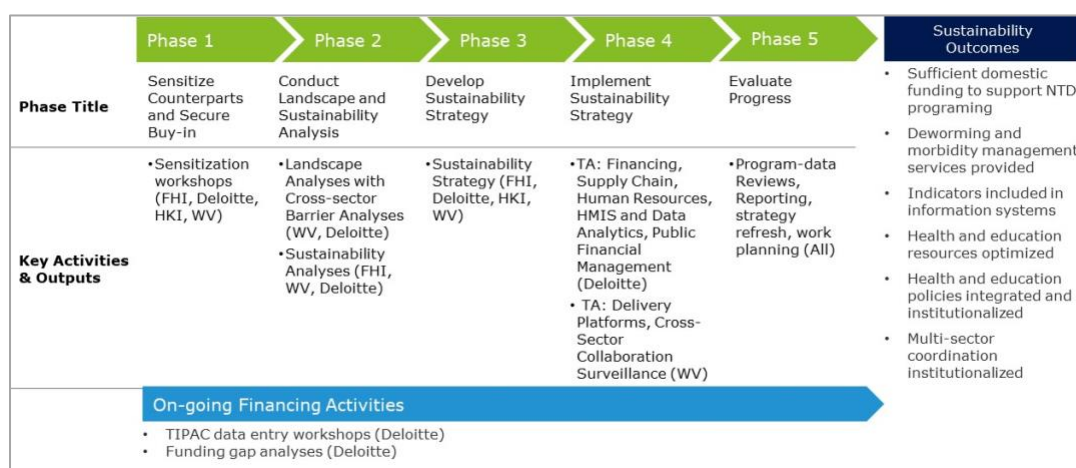 Phase 1
Phase 2
Phase 3
Phase 4
Phase 5
Sustainability
Outcomes
Phase Title
Sensitize
Counterparts
and Secure
Buy-in
Conduct
Landscape and
Sustainability
Analysis
Develop
Sustainability
Strategy
Implement
Sustainability
Strategy
Evaluate
Progress
Key Activities
& Outputs
•Sensitization
workshops
(FHI, Deloitte,
HKI, WV)
•Landscape
Analyses with
Cross-sector
Barrier Analyses
(WV, Deloitte)
•Sustainability
Analyses (FHI,
WV, Deloitte)
•Sustainability
Strategy (FHI,
Deloitte, HKI,
WV)
•TA: Financing,
Supply Chain,
Human Resources,
HMIS and Data
Analytics, Public
Financial
Management
(Deloitte)
• TA: Delivery
Platforms, Cross-
Sector
Collaboration
Surveillance (WV)
•Program-data
Reviews,
Reporting,
strategy
refresh, work
planning (All)
• Sufficient domestic
funding to support NTD
programing
• Deworming and
morbidity management
services provided
• Indicators included in
information systems
• Health and education
resources optimized
• Health and education
policies integrated and
institutionalized
• Multi-sector
coordination
institutionalized
On-going Financing Activities
• TIPAC data entry workshops (Deloitte)
• Funding gap analyses (Deloitte)